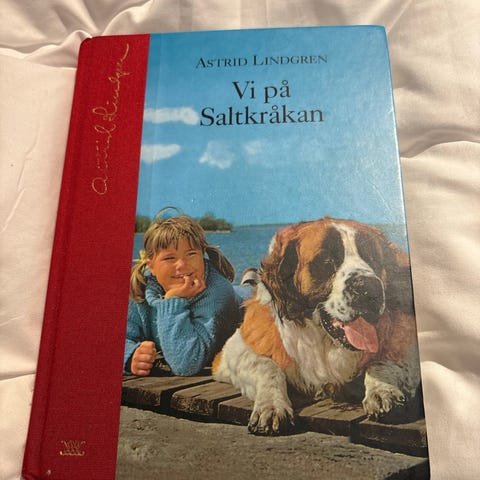 ASTRID LINDGREN
Vi på
Saltkråkan
Astrid Lindgren